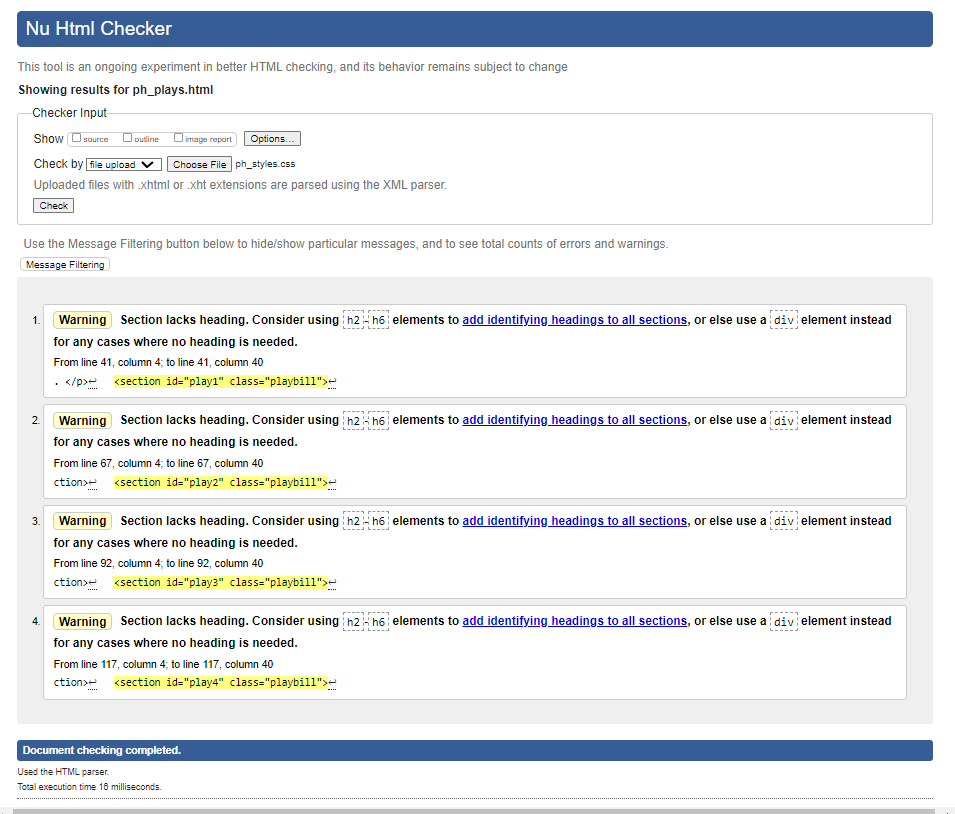 Nu Html Checker
This tool is an ongoing experiment in better HTML checking, and its behavior remains subject to change
Showing results for ph_plays.html
Checker Input
Show source outline image report Options...
Check by file upload Choose File ph_styles.css
Uploaded files with .xhtml or .xht extensions are parsed using the XML parser.
Check
Use the Message Filtering button below to hide/show particular messages, and to see total counts of errors and warnings.
Message Filtering
1. Warning Section lacks heading. Consider using h2-h6 elements to add identifying headings to all sections, or else use a div element instead
for any cases where no heading is needed.
From line 41, column 4; to line 41, column 40
. </p>↩ <section id="play1" class="playbill">↩
2. Warning Section lacks heading. Consider using h2-h6 elements to add identifying headings to all sections, or else use a div element instead
for any cases where no heading is needed.
From line 67, column 4; to line 67, column 40
ction>↩ <section id="play2" class="playbill">↩
3. Warning Section lacks heading. Consider using h2-h6 elements to add identifying headings to all sections, or else use a div element instead
for any cases where no heading is needed.
From line 92, column 4; to line 92, column 40
ction>↩ <section id="play3" class="playbill">↩
4. Warning Section lacks heading. Consider using h2-h6 elements to add identifying headings to all sections, or else use a div element instead
for any cases where no heading is needed.
From line 117, column 4; to line 117, column 40
ction>↩ <section id="play4" class="playbill">↩
Document checking completed.
Used the HTML parser.
Total execution time 16 milliseconds.